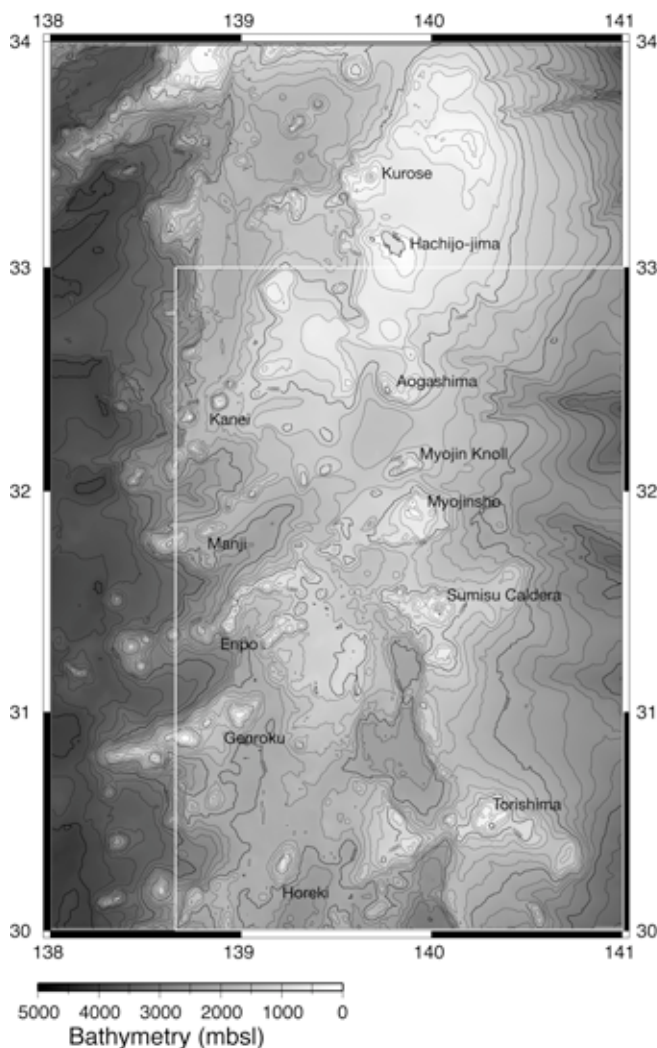 138 139 140 141
34 34
Kurose
Hachijo-jima
33 33
Aogashima
Kanei
Myojin Knoll
32 32
Myojinsho
Manji
Sumisu Caldera
Enpo
31 31
Genroku
Torishima
Horeki
30 30
138 139 140 141
5000 4000 3000 2000 1000 0
Bathymetry (mbsl)